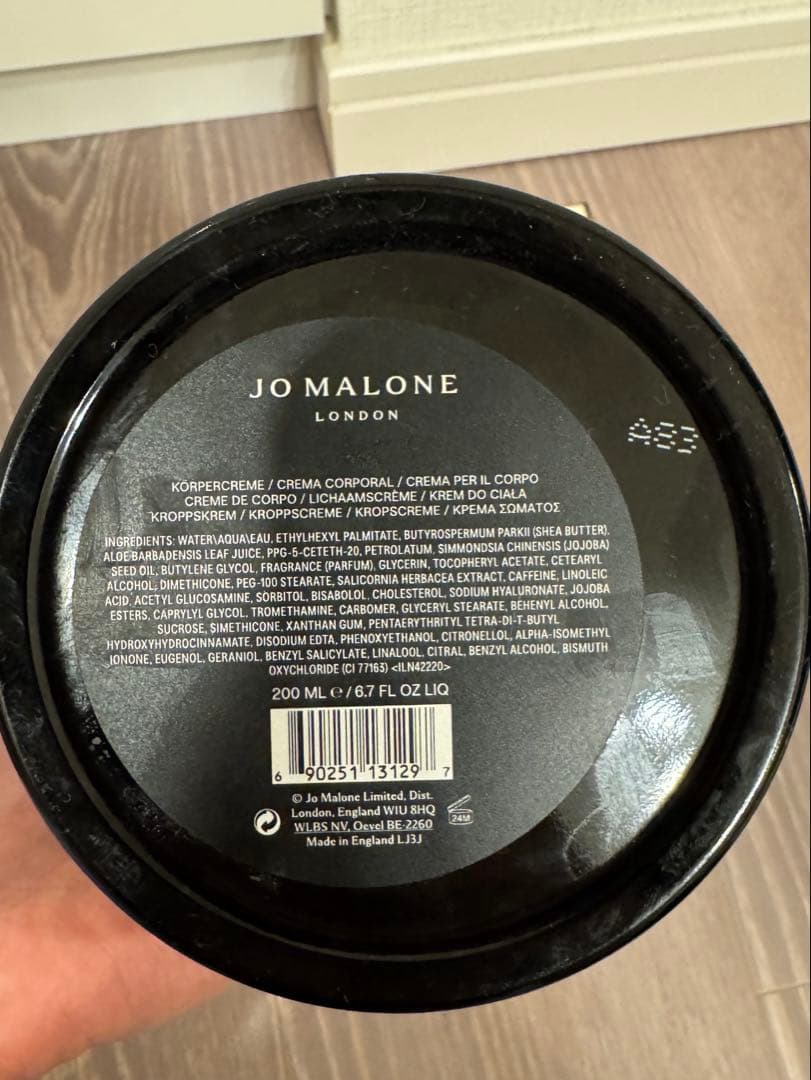 JO MALONE
LONDON
A83
KÖRPERCREME / CREMA CORPORAL / CREMA PER IL CORPO
CREME DE CORPO / LICHAAMSCRÈME / KREM DO CIAŁA
KROPPSKREM / KROPPSCREME / KROPSCREME / ΚΡΕΜΑ ΣΩΜΑΤΟΣ
INGREDIENTS: WATER\AQUA\EAU, ETHYLHEXYL PALMITATE, BUTYROSPERMUM PARKII (SHEA BUTTER),
ALOE BARBADENSIS LEAF JUICE, PPG-5-CETETH-20, PETROLATUM, SIMMONDSIA CHINENSIS (JOJOBA)
SEED OIL, BUTYLENE GLYCOL, FRAGRANCE (PARFUM), GLYCERIN, TOCOPHERYL ACETATE, CETEARYL
ALCOHOL, DIMETHICONE, PEG-100 STEARATE, SALICORNIA HERBACEA EXTRACT, CAFFEINE, LINOLEIC
ACID, ACETYL GLUCOSAMINE, SORBITOL, BISABOLOL, CHOLESTEROL, SODIUM HYALURONATE, JOJOBA
ESTERS, CAPRYLYL GLYCOL, TROMETHAMINE, CARBOMER, GLYCERYL STEARATE, BEHENYL ALCOHOL,
SUCROSE, SIMETHICONE, XANTHAN GUM, PENTAERYTHRITYL TETRA-DI-T-BUTYL
HYDROXYHYDROCINNAMATE, DISODIUM EDTA, PHENOXYETHANOL, CITRONELLOL, ALPHA-ISOMETHYL
IONONE, EUGENOL, GERANIOL, BENZYL SALICYLATE, LINALOOL, CITRAL, BENZYL ALCOHOL, BISMUTH
OXYCHLORIDE (CI 77163) <ILN42220>
200 ML ℮ / 6.7 FL OZ LIQ
6 90251 13129 7
© Jo Malone Limited, Dist.
London, England W1U 8HQ
WLBS NV, Oevel BE-2260
Made in England LJ3J
24M